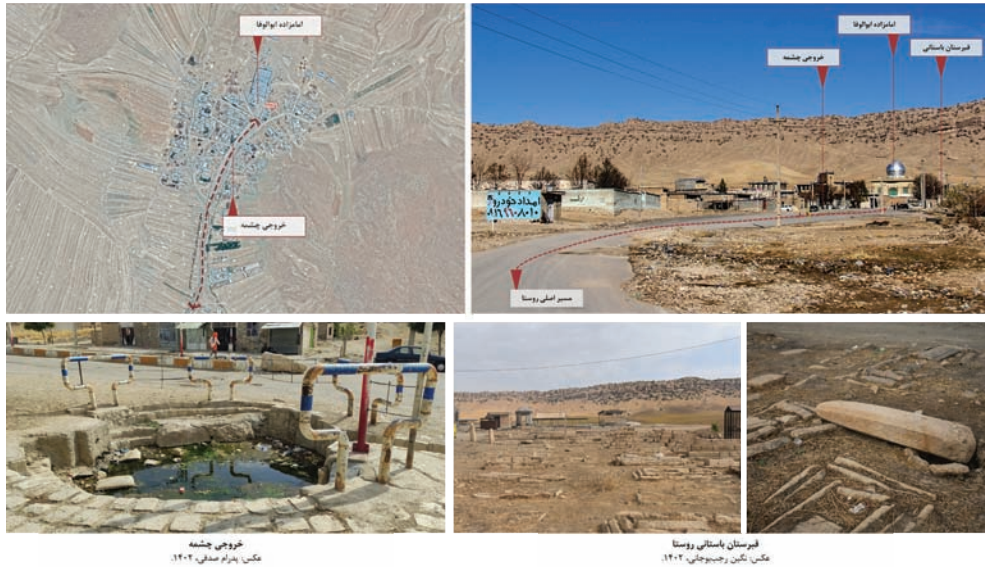 امامزاده ابوالوفا
خروجی چشمه
امامزاده ابوالوفا
قبرستان باستانی
خروجی چشمه
امداد خودرو
مسیر اصلی روستا
خروجی چشمه
عکس: پدرام صدفی، ۱۴۰۲.
قبرستان باستانی روستا
عکس: نگین رجب‌بوجانی، ۱۴۰۲.